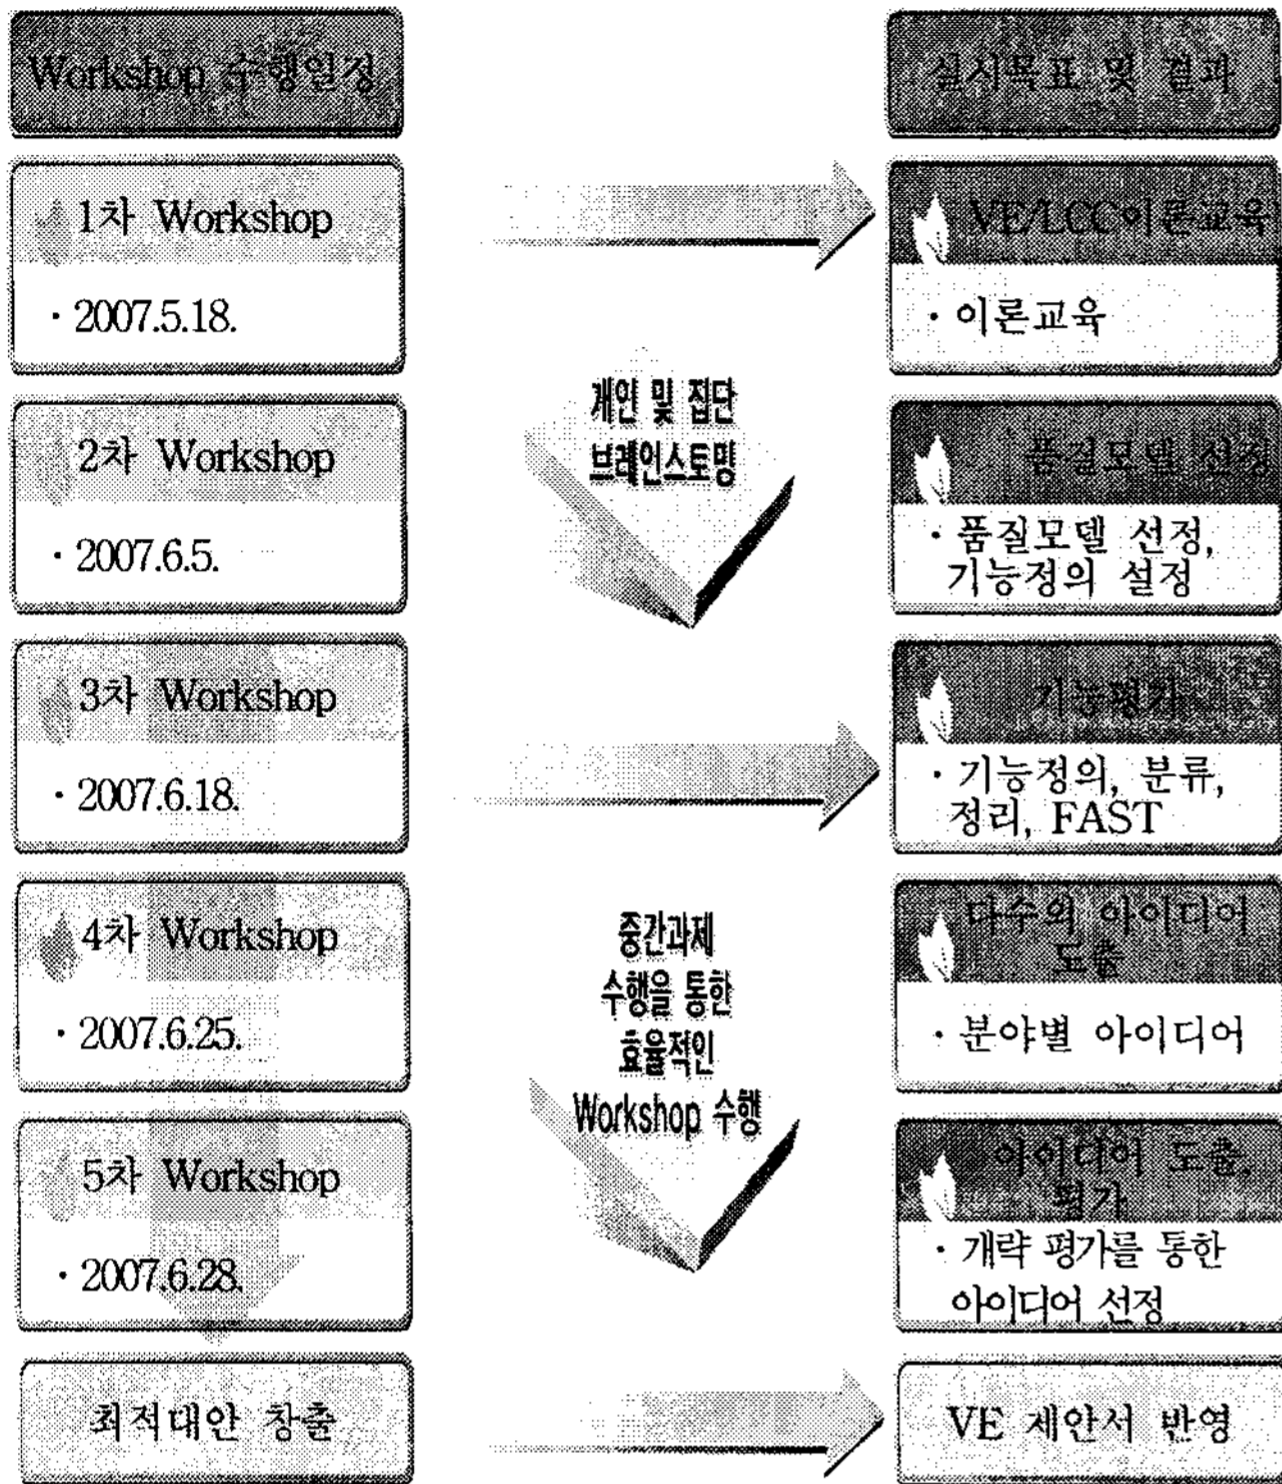 Workshop 수행일정
실시목표 및 결과
1차 Workshop
· 2007.5.18.
VE/LCC이론교육
· 이론교육
개인 및 집단
브레인스토밍
2차 Workshop
· 2007.6.5.
품질모델 선정
· 품질모델 선정,
기능정의 설정
3차 Workshop
· 2007.6.18.
기능평가
· 기능정의, 분류,
정리, FAST
4차 Workshop
· 2007.6.25.
중간과제
수행을 통한
효율적인
Workshop 수행
다수의 아이디어
도출
· 분야별 아이디어
5차 Workshop
· 2007.6.28.
아이디어 도출,
평가
· 개략 평가를 통한
아이디어 선정
최적대안 창출
VE 제안서 반영